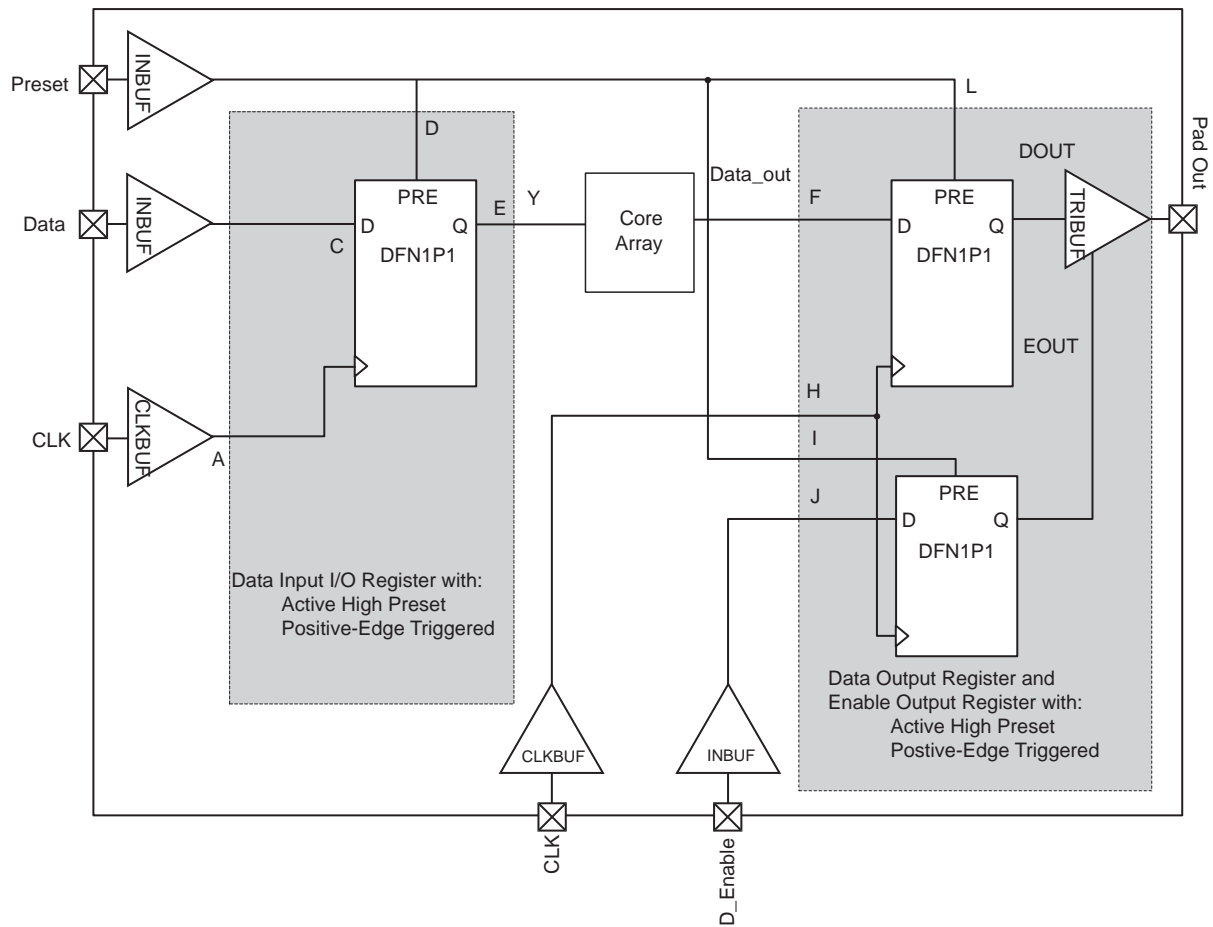 Preset
INBUF
L
D
Pad Out
DOUT
PRE
Data_out
PRE
TRIBUF
Data
INBUF
C
D
Q
DFN1P1
E
Y
Core
Array
F
D
Q
DFN1P1
EOUT
H
CLK
CLKBUF
A
I
J
PRE
D
Q
DFN1P1
Data Input I/O Register with:
Active High Preset
Positive-Edge Triggered
Data Output Register and
Enable Output Register with:
Active High Preset
Postive-Edge Triggered
CLKBUF
INBUF
CLK
D_Enable